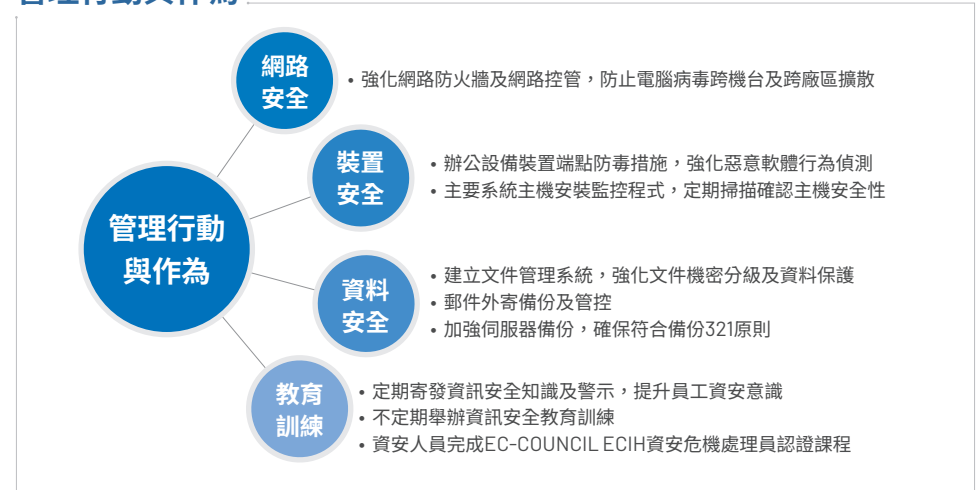 管理行動與作為
網路
安全
• 強化網路防火牆及網路控管，防止電腦病毒跨機台及跨廠區擴散
裝置
安全
• 辦公設備裝置端點防毒措施，強化惡意軟體行為偵測
• 主要系統主機安裝監控程式，定期掃描確認主機安全性
管理行動
與作為
資料
安全
• 建立文件管理系統，強化文件機密分級及資料保護
• 郵件外寄備份及管控
• 加強伺服器備份，確保符合備份321原則
教育
訓練
• 定期寄發資訊安全知識及警示，提升員工資安意識
• 不定期舉辦資訊安全教育訓練
• 資安人員完成EC-COUNCIL ECIH資安危機處理員認證課程